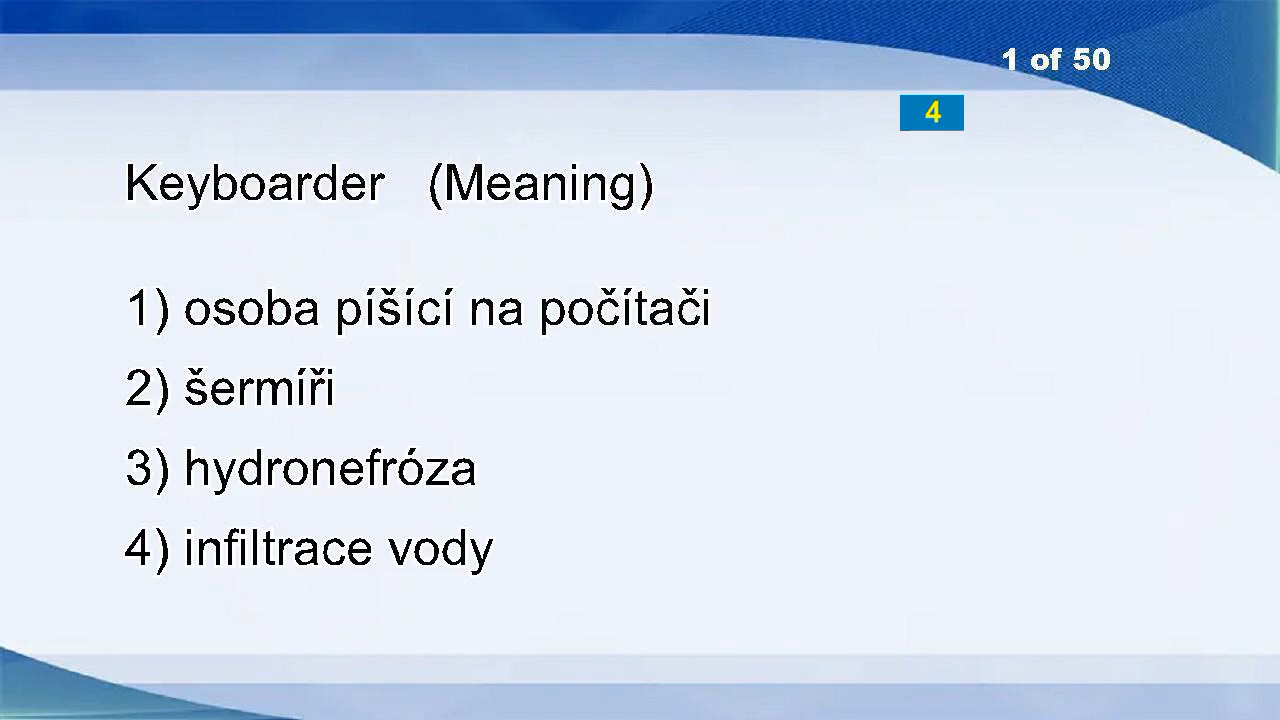 1 of 50
4
Keyboarder (Meaning)
1) osoba píšící na počítači
2) šermíři
3) hydronefróza
4) infiltrace vody